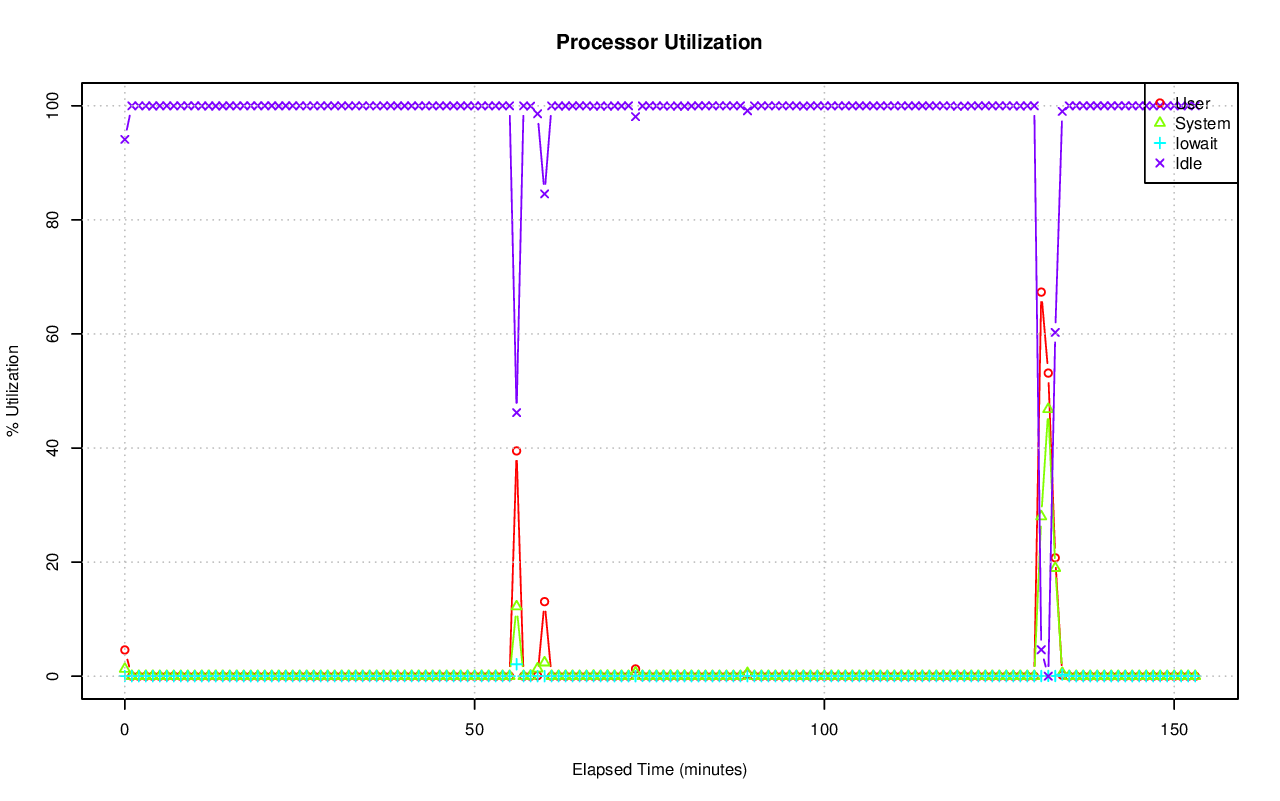 Processor Utilization
100
80
60
40
20
0
% Utilization
User
System
Iowait
Idle
0 50 100 150
Elapsed Time (minutes)